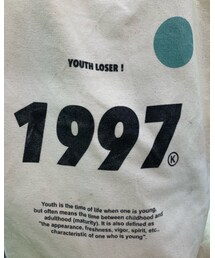 YOUTH LOSER !
1997.
Ⓚ
Youth is the time of life when one is young,
but often means the time between childhood and
adulthood (maturity). It is also defined as
"the appearance, freshness, vigor, spirit, etc.,
characteristic of one who is young".